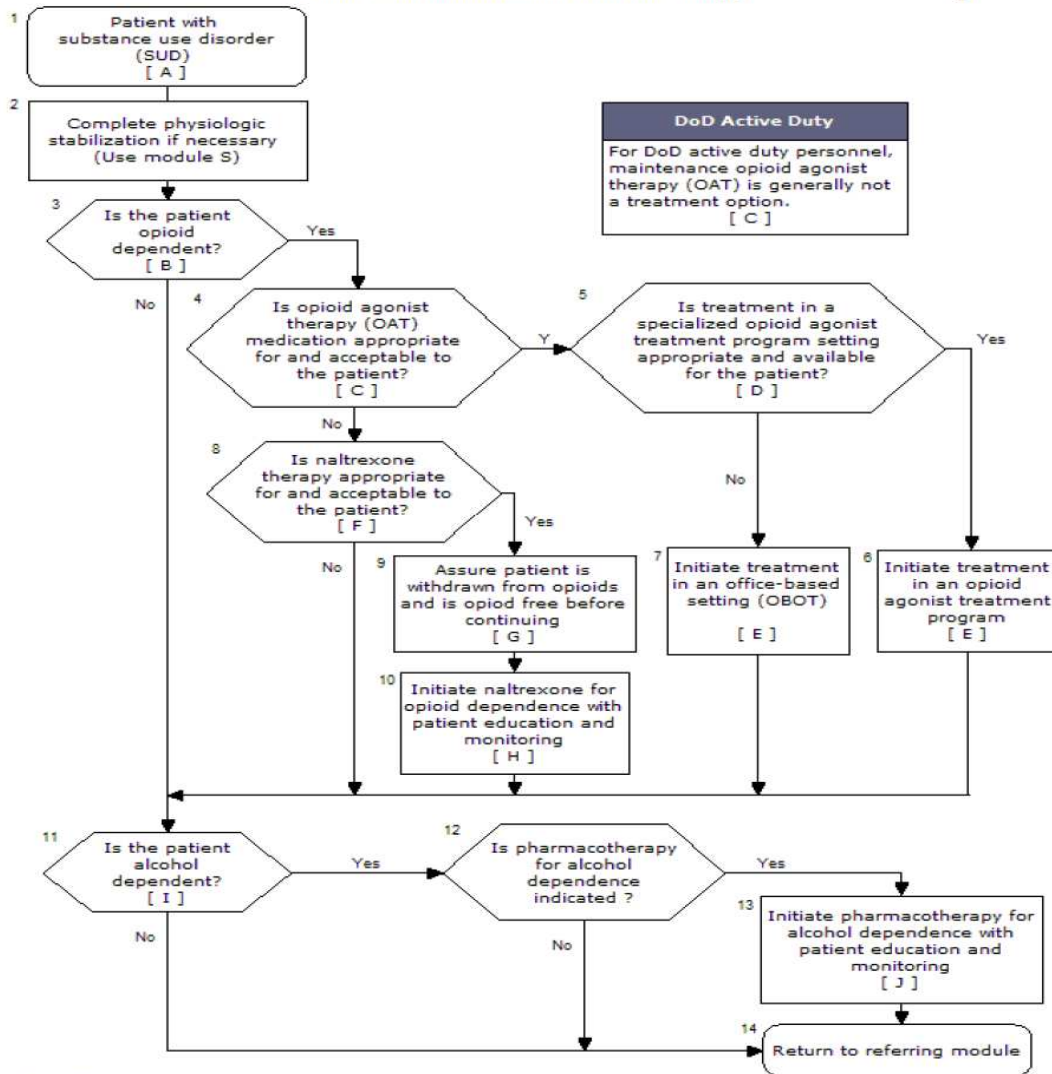 1
Patient with
substance use disorder
(SUD)
[ A ]
2
Complete physiologic
stabilization if necessary
(Use module S)
DoD Active Duty
For DoD active duty personnel,
maintenance opioid agonist
therapy (OAT) is generally not
a treatment option.
[ C ]
3
Is the patient
opioid
dependent?
[ B ]
Yes
No
4
Is opioid agonist
therapy (OAT)
medication appropriate
for and acceptable to
the patient?
[ C ]
Y
No
5
Is treatment in a
specialized opioid agonist
treatment program setting
appropriate and available
for the patient?
[ D ]
Yes
No
8
Is naltrexone
therapy appropriate
for and acceptable to
the patient?
[ F ]
Yes
No
9
Assure patient is
withdrawn from opioids
and is opiod free before
continuing
[ G ]
7
Initiate treatment
in an office-based
setting (OBOT)
[ E ]
6
Initiate treatment
in an opioid
agonist treatment
program
[ E ]
10
Initiate naltrexone for
opioid dependence with
patient education and
monitoring
[ H ]
11
Is the patient
alcohol
dependent?
[ I ]
Yes
No
12
Is pharmacotherapy
for alcohol
dependence
indicated ?
Yes
No
13
Initiate pharmacotherapy for
alcohol dependence with
patient education and
monitoring
[ J ]
14
Return to referring module